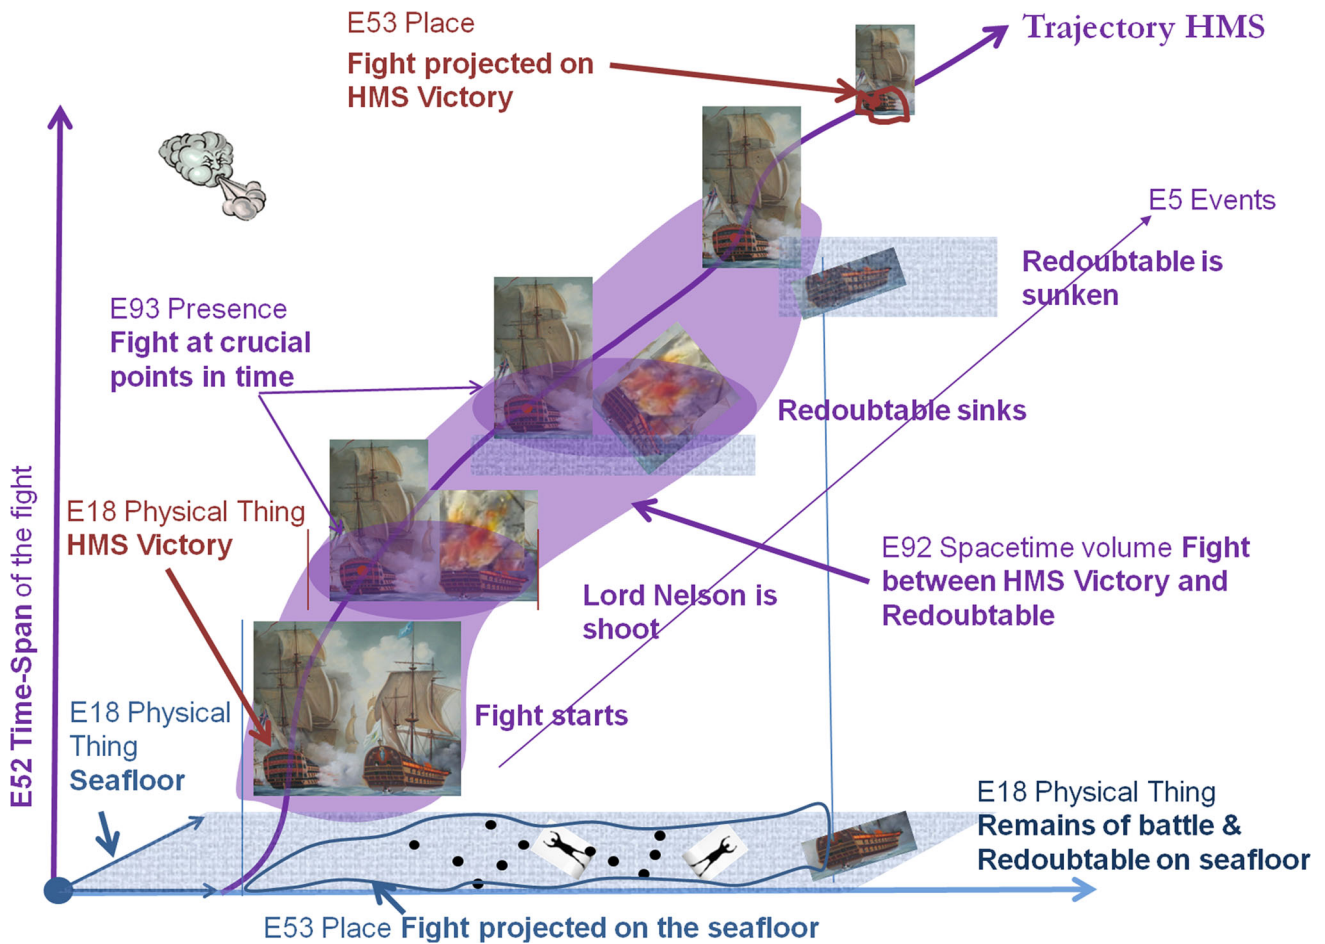 E53 Place
Fight projected on
HMS Victory
Trajectory HMS
E5 Events
Redoubtable is
sunken
E93 Presence
Fight at crucial
points in time
Redoubtable sinks
E18 Physical Thing
HMS Victory
E92 Spacetime volume Fight
between HMS Victory and
Redoubtable
Lord Nelson is
shoot
E52 Time-Span of the fight
E18 Physical
Thing
Seafloor
Fight starts
E18 Physical Thing
Remains of battle &
Redoubtable on seafloor
E53 Place Fight projected on the seafloor